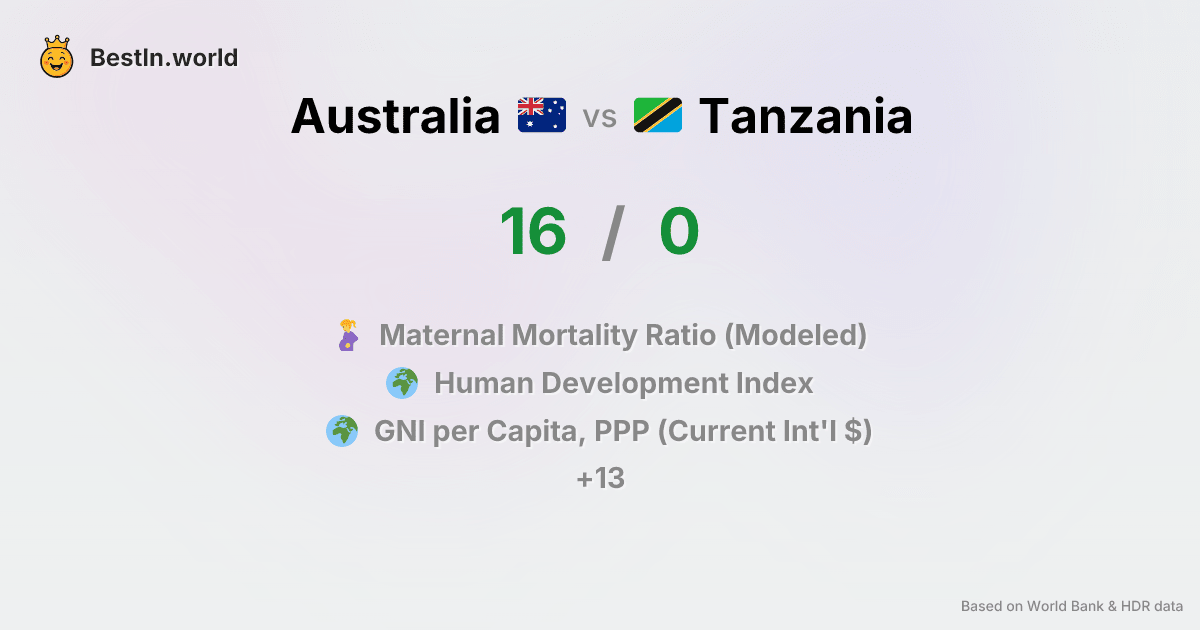 BestIn.world
Australia vs Tanzania
16 / 0
Maternal Mortality Ratio (Modeled)
Human Development Index
GNI per Capita, PPP (Current Int'l $)
+13
Based on World Bank & HDR data